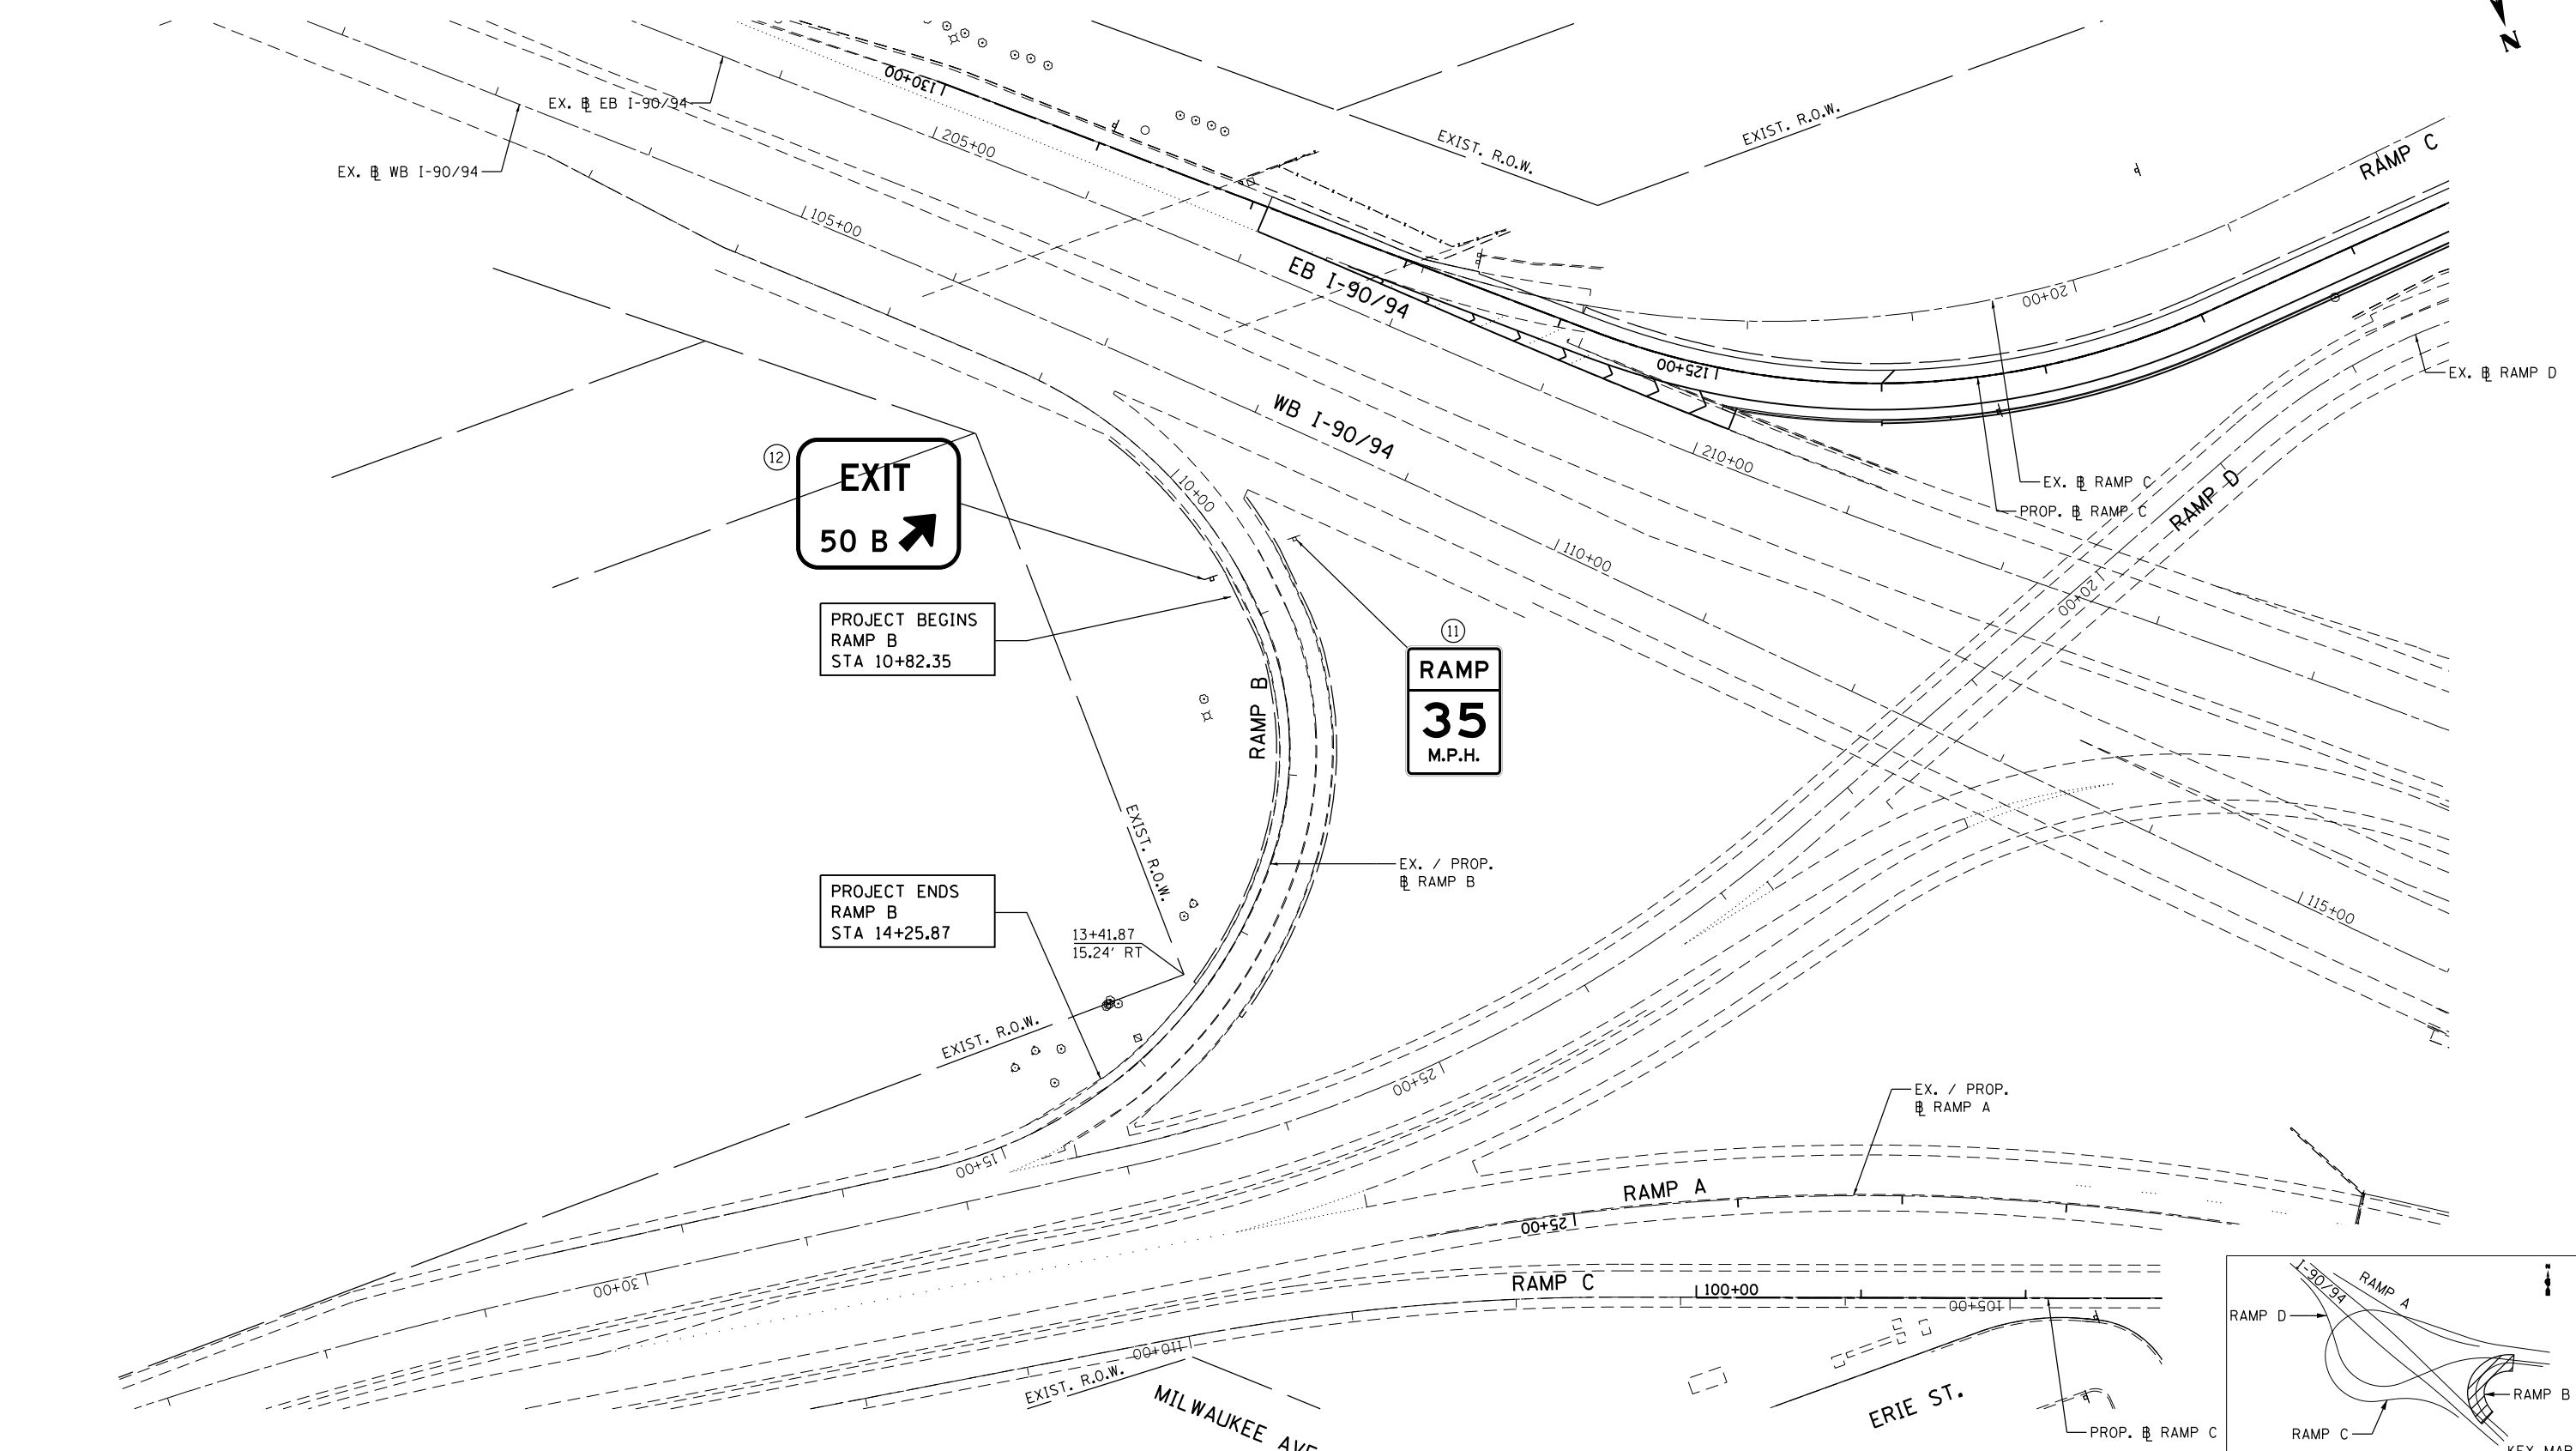 N
130+00
EX. ℄ EB I-90/94
205+00
EX. ℄ WB I-90/94
105+00
EXIST. R.O.W.
EXIST. R.O.W.
RAMP C
EB I-90/94
120+00
125+00
EX. ℄ RAMP D
WB I-90/94
12
EXIT
50 B
10+00
210+00
EX. ℄ RAMP C
PROP. ℄ RAMP C
RAMP D
110+00
20+00
PROJECT BEGINS
RAMP B
STA 10+82.35
11
RAMP
35
M.P.H.
RAMP B
EXIST. R.O.W.
EX. / PROP.
℄ RAMP B
PROJECT ENDS
RAMP B
STA 14+25.87
13+41.87
15.24' RT
115+00
EXIST. R.O.W.
25+00
EX. / PROP.
℄ RAMP A
15+00
RAMP A
25+00
30+00
RAMP C
100+00
105+00
110+00
EXIST. R.O.W.
MILWAUKEE AVE
ERIE ST.
PROP. ℄ RAMP C
I-90/94
RAMP A
N
RAMP D
RAMP B
RAMP C
KEY MAP